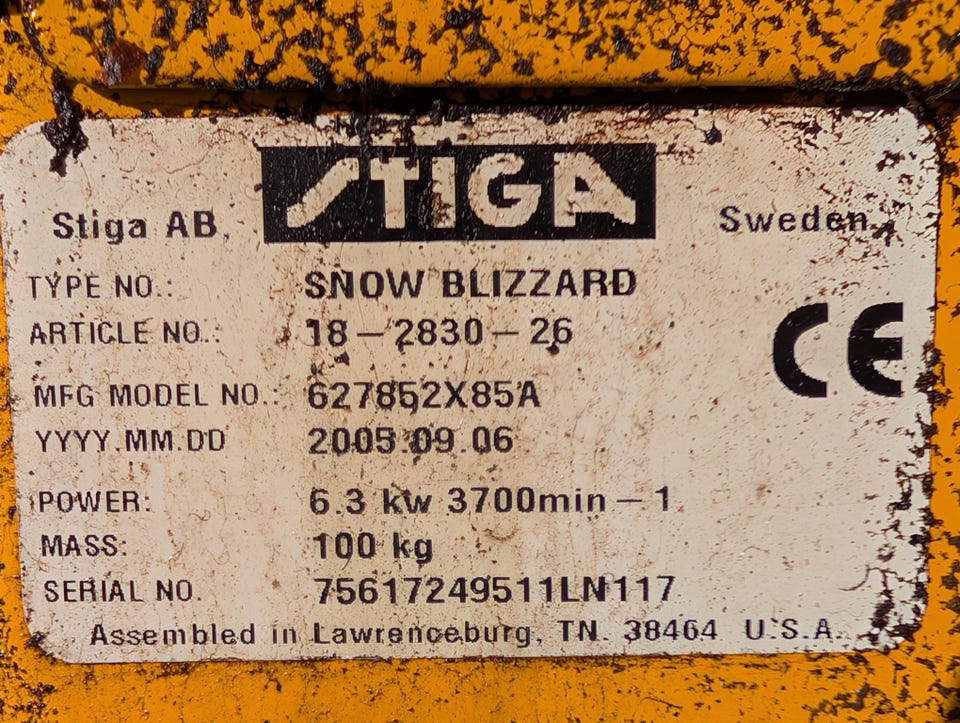 STIGA
Stiga AB, Sweden
TYPE NO.: SNOW BLIZZARD
ARTICLE NO.: 18-2830-26
MFG MODEL NO.: 627852X85A
YYYY.MM.DD 2005.09.06
POWER: 6.3 kw 3700min-1
MASS: 100 kg
SERIAL NO. 75617249511LN117
Assembled in Lawrenceburg, TN. 38464 U.S.A.
CE